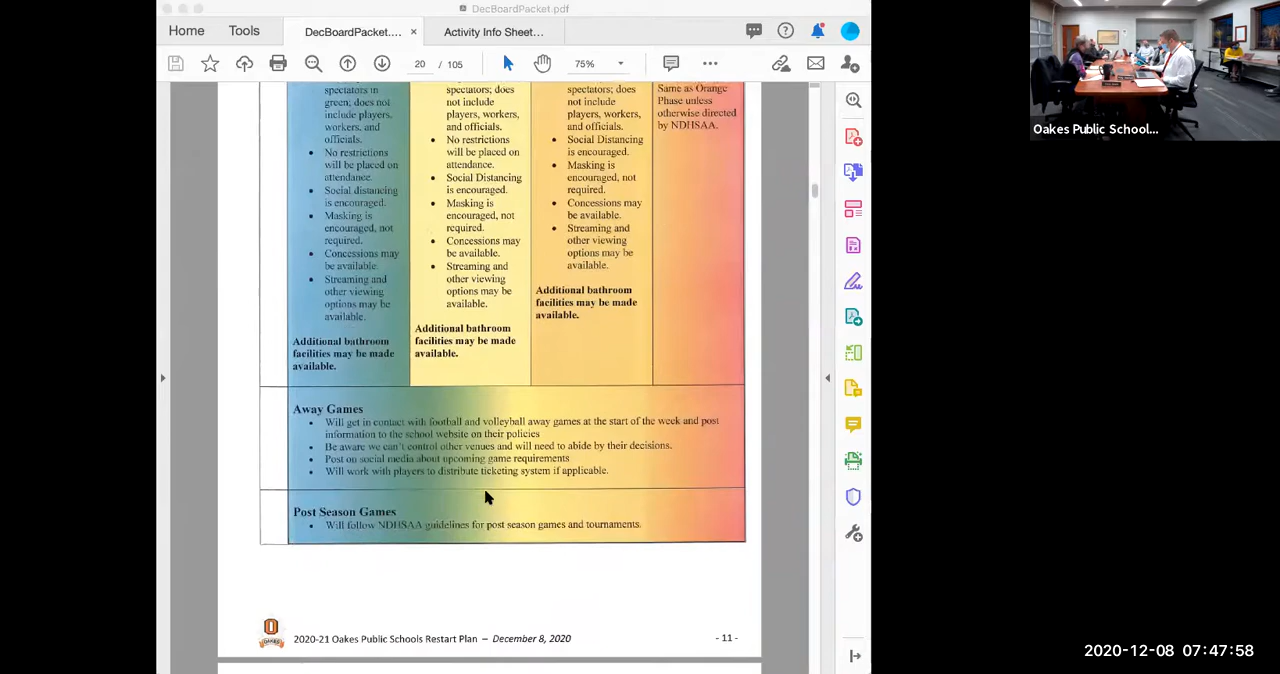 DecBoardPacket.pdf
Home
Tools
DecBoardPacket.... ×
Activity Info Sheet...
20 / 105
75%
spectators in
green; does not
include players,
workers, and
officials.
• No restrictions
will be placed on
attendance.
• Social distancing
is encouraged.
• Masking is
encouraged, not
required.
• Concessions may
be available.
• Streaming and
other viewing
options may be
available.
Additional bathroom
facilities may be made
available.
spectators; does
not include
players, workers,
and officials.
• No restrictions
will be placed on
attendance.
• Social Distancing
is encouraged.
• Masking is
encouraged, not
required.
• Concessions may
be available.
• Streaming and
other viewing
options may be
available.
Additional bathroom
facilities may be made
available.
spectators; does
not include
players, workers,
and officials.
• Social Distancing
is encouraged.
• Masking is
encouraged, not
required.
• Concessions may
be available.
• Streaming and
other viewing
options may be
available.
Additional bathroom
facilities may be made
available.
Same as Orange
Phase unless
otherwise directed
by NDHSAA.
Away Games
• Will get in contact with football and volleyball away games at the start of the week and post
information to the school website on their policies
• Be aware we can't control other venues and will need to abide by their decisions.
• Post on social media about upcoming game requirements
• Will work with players to distribute ticketing system if applicable.
Post Season Games
• Will follow NDHSAA guidelines for post season games and tournaments.
2020-21 Oakes Public Schools Restart Plan – December 8, 2020
- 11 -
Oakes Public School...
2020-12-08 07:47:58